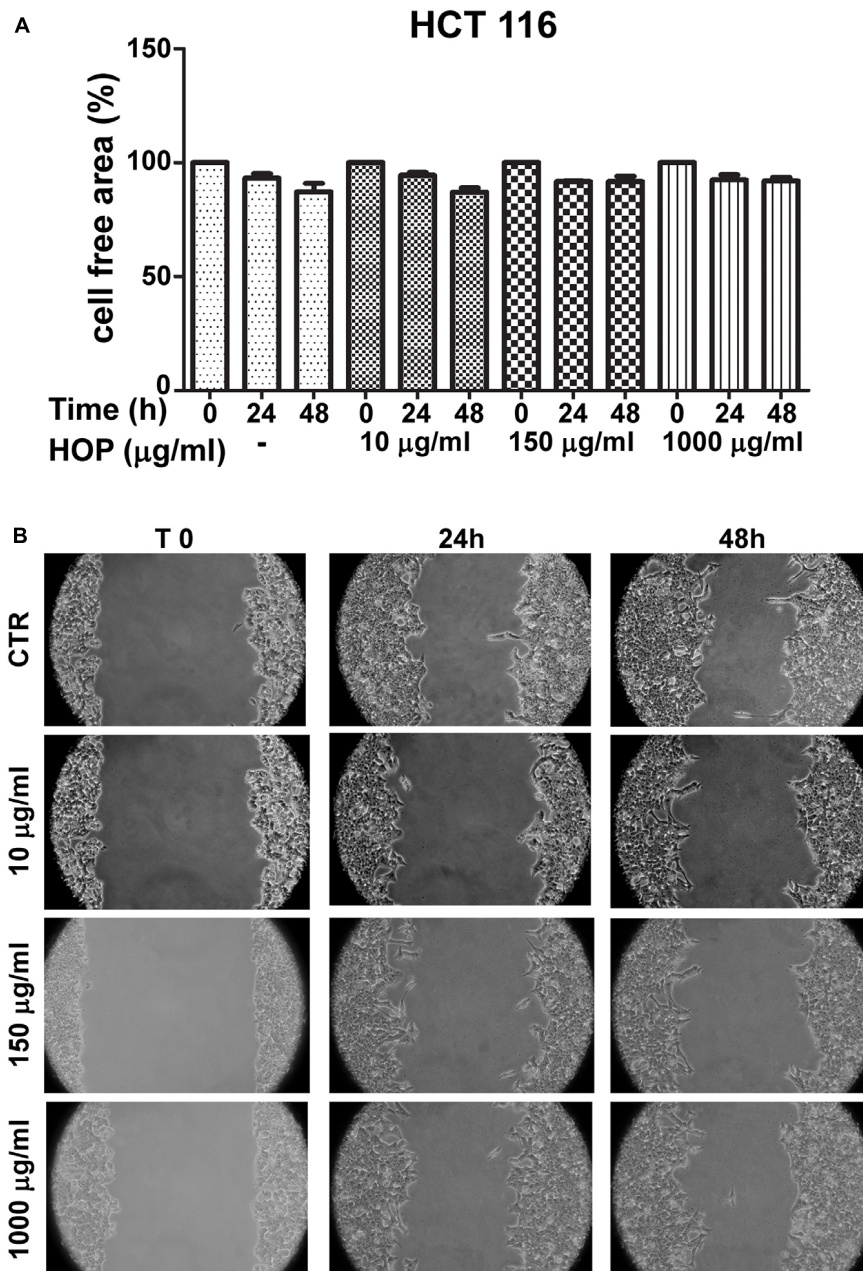 A
HCT 116
cell free area (%)
150
100
50
0
Time (h) 0 24 48 0 24 48 0 24 48 0 24 48
HOP (μg/ml) - 10 μg/ml 150 μg/ml 1000 μg/ml
B
T 0 24h 48h
CTR
10 μg/ml
150 μg/ml
1000 μg/ml